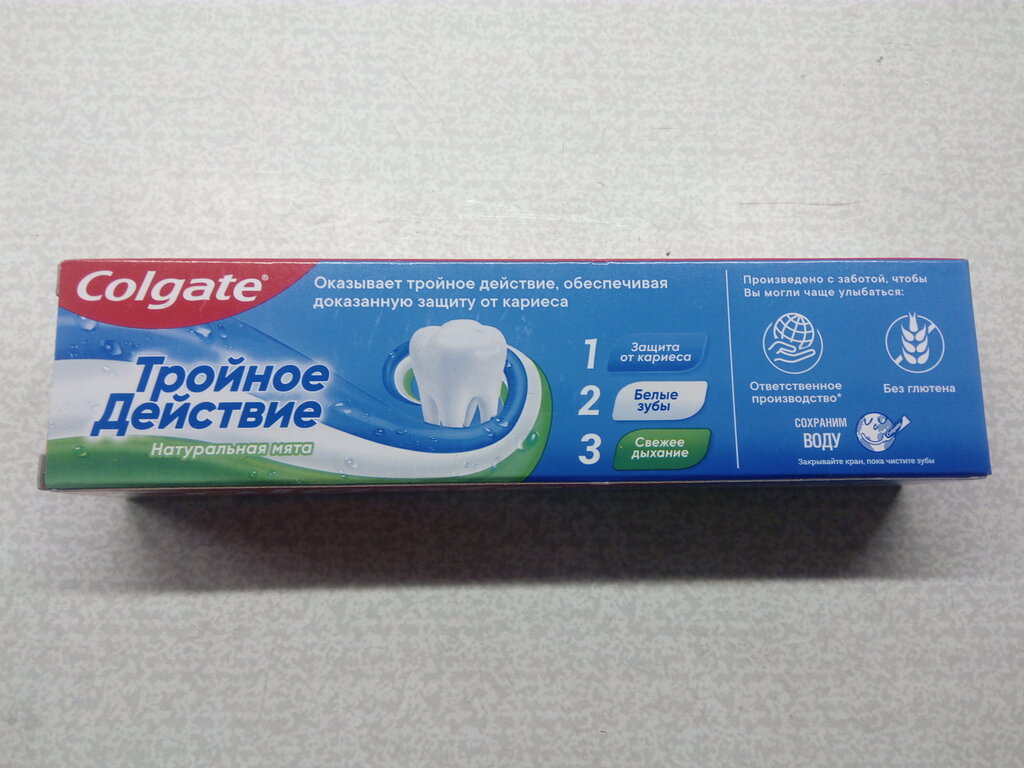 Colgate®
Тройное
Действие
Натуральная мята
Оказывает тройное действие, обеспечивая
доказанную защиту от кариеса
1 Защита
от кариеса
2 Белые
зубы
3 Свежее
дыхание
Произведено с заботой, чтобы
Вы могли чаще улыбаться:
Ответственное
производство*
Без глютена
СОХРАНИМ
ВОДУ
Закрывайте кран, пока чистите зубы